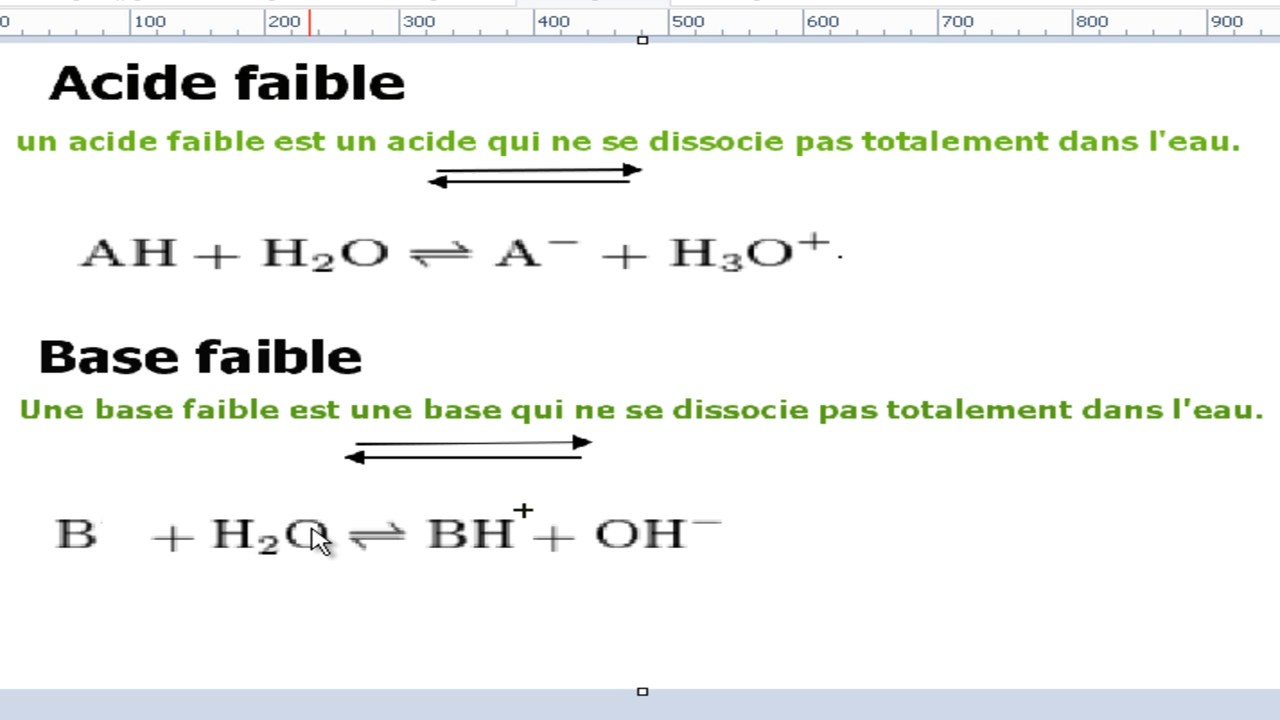 0 100 200 300 400 500 600 700 800 900
Acide faible
un acide faible est un acide qui ne se dissocie pas totalement dans l'eau.
AH + H₂O ⇌ A⁻ + H₃O⁺.
Base faible
Une base faible est une base qui ne se dissocie pas totalement dans l'eau.
B + H₂O ⇌ BH⁺ + OH⁻